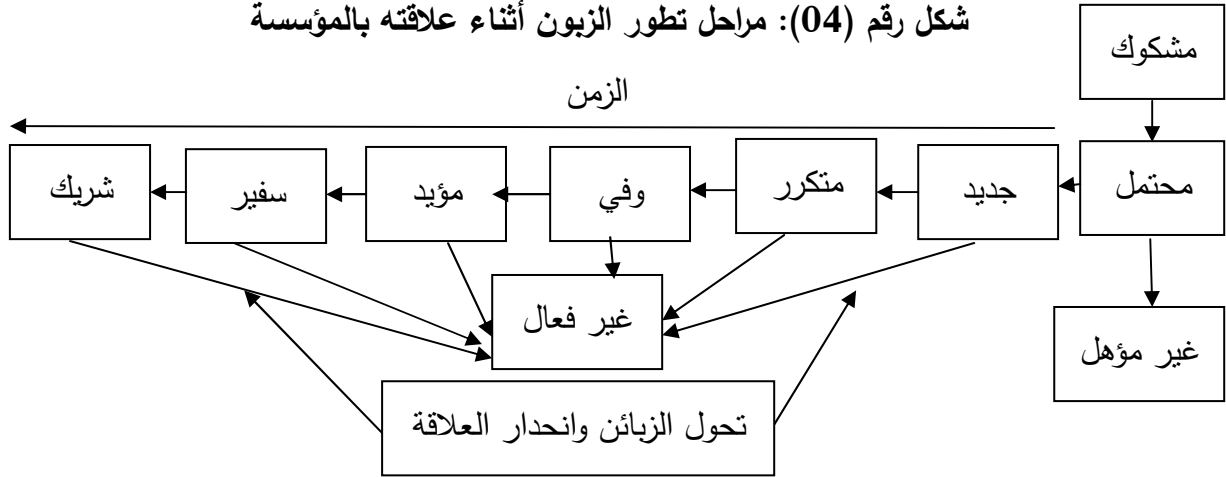 شكل رقم (04): مراحل تطور الزبون أثناء علاقته بالمؤسسة
مشكوك
الزمن
محتمل
جديد
متكرر
وفي
مؤيد
سفير
شريك
غير فعال
غير مؤهل
تحول الزبائن وانحدار العلاقة